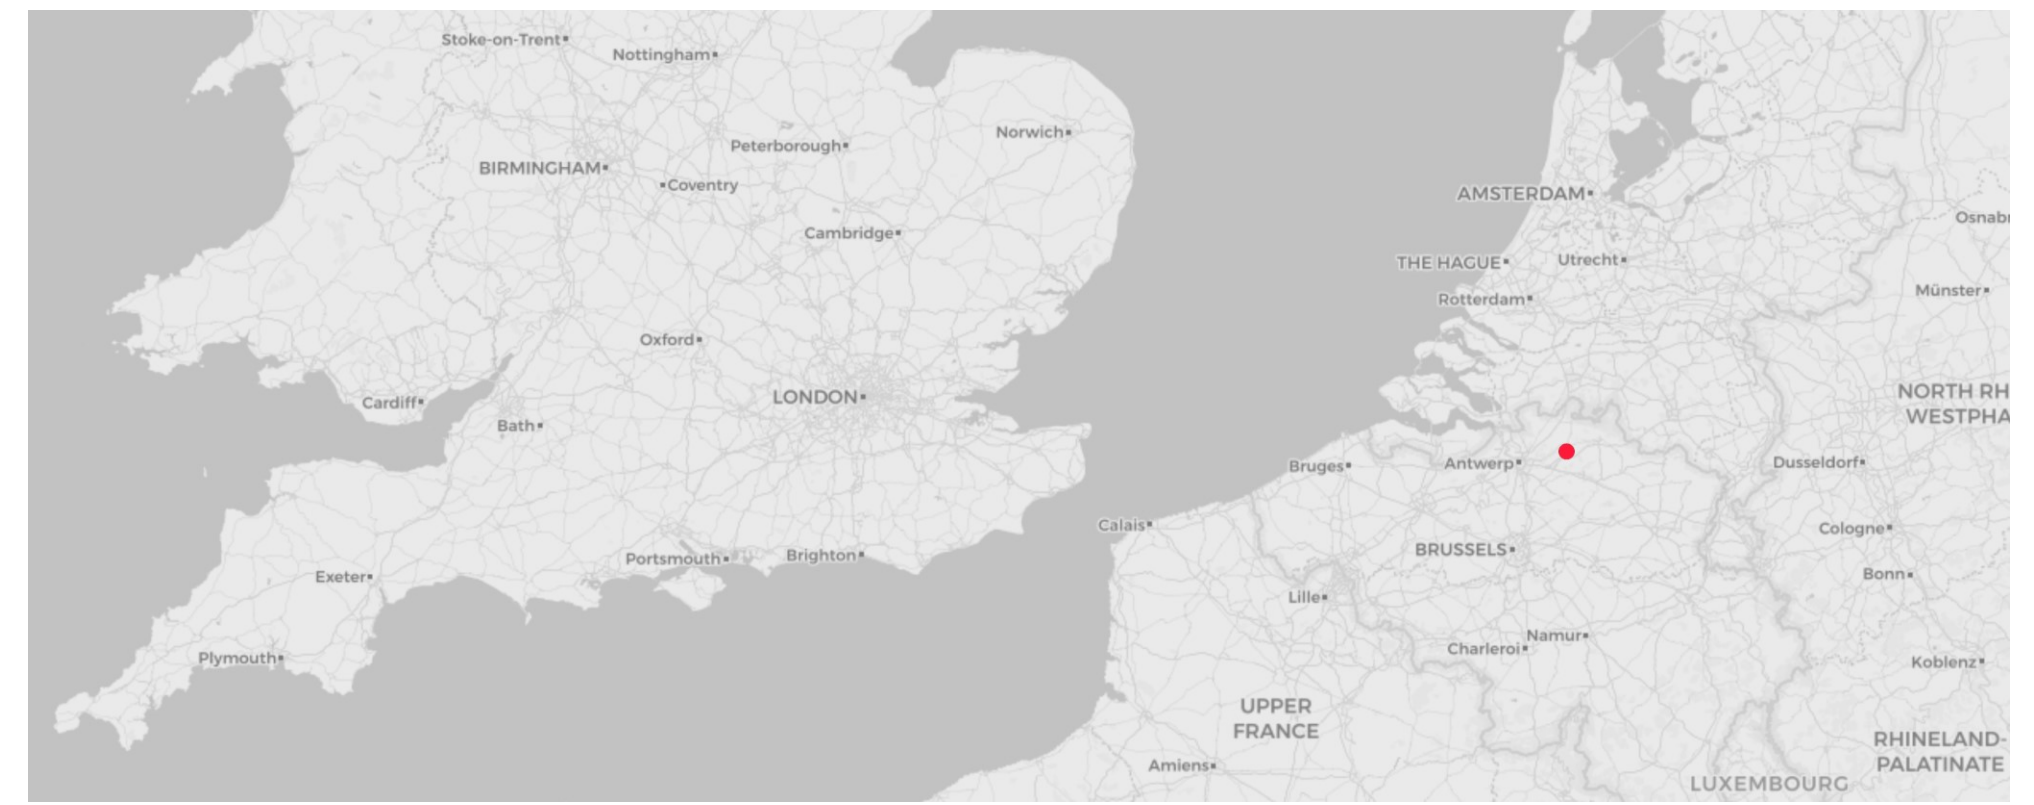 Stoke-on-Trent
Nottingham
Norwich
Peterborough
BIRMINGHAM
Coventry
AMSTERDAM
Osnabr
Cambridge
THE HAGUE
Utrecht
Münster
Rotterdam
Oxford
NORTH RH
WESTPHA
LONDON
Cardiff
Bath
Bruges
Antwerp
Dusseldorf
Calais
Cologne
BRUSSELS
Portsmouth
Brighton
Exeter
Bonn
Lille
Namur
Charleroi
Plymouth
Koblenz
UPPER
FRANCE
RHINELAND-
PALATINATE
Amiens
LUXEMBOURG